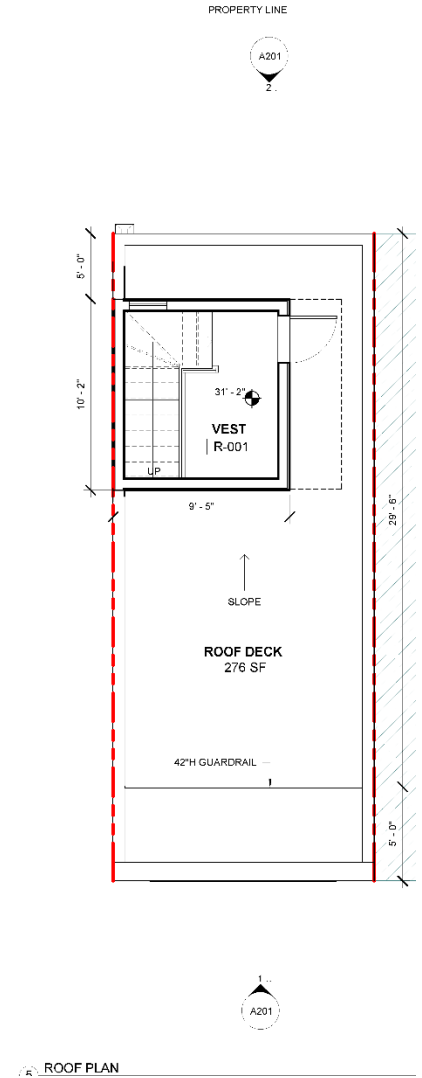 PROPERTY LINE
A201
2
5' - 0"
10' - 2"
31' - 2"
VEST
R-001
UP
9' - 5"
29' - 6"
SLOPE
ROOF DECK
276 SF
42"H GUARDRAIL
5' - 0"
1
A201
5
ROOF PLAN